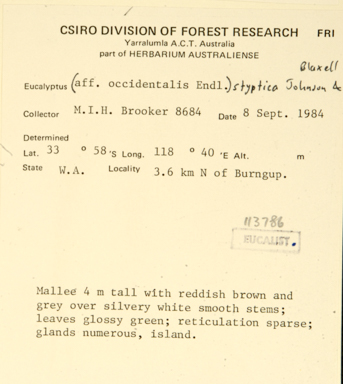 CSIRO DIVISION OF FOREST RESEARCH FRI
Yarralumla A.C.T. Australia
part of HERBARIUM AUSTRALIENSE
Blaxell
Eucalyptus (aff. occidentalis Endl.) styptica Johnson &
Collector M.I.H. Brooker 8684 Date 8 Sept. 1984
Determined
Lat. 33 ° 58 'S Long. 118 ° 40 'E Alt. m
State W.A. Locality 3.6 km N of Burngup.
113786
EUCALIST.
Mallee 4 m tall with reddish brown and
grey over silvery white smooth stems;
leaves glossy green; reticulation sparse;
glands numerous, island.